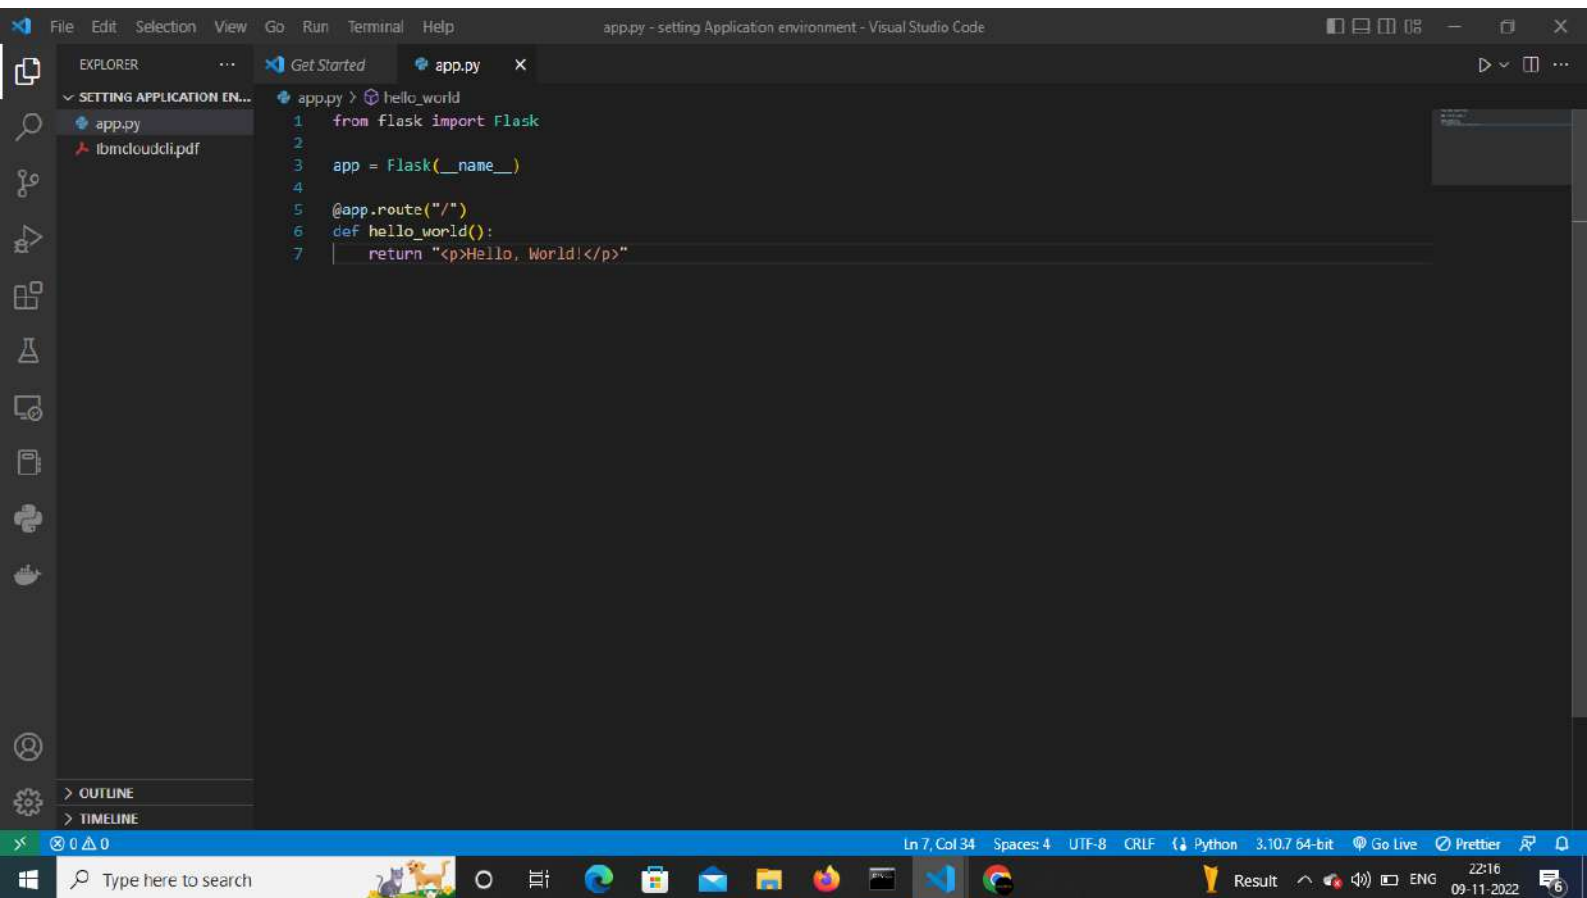 File Edit Selection View Go Run Terminal Help
app.py - setting Application environment - Visual Studio Code
EXPLORER ...
Get Started
app.py
SETTING APPLICATION EN...
app.py
Ibmcloudcli.pdf
app.py > hello_world
1 from flask import Flask
2
3 app = Flask(__name__)
4
5 @app.route("/")
6 def hello_world():
7 return "<p>Hello, World!</p>"
OUTLINE
TIMELINE
0 0
Ln 7, Col 34 Spaces: 4 UTF-8 CRLF Python 3.10.7 64-bit Go Live Prettier
Type here to search
Result
ENG
22:16
09-11-2022
6